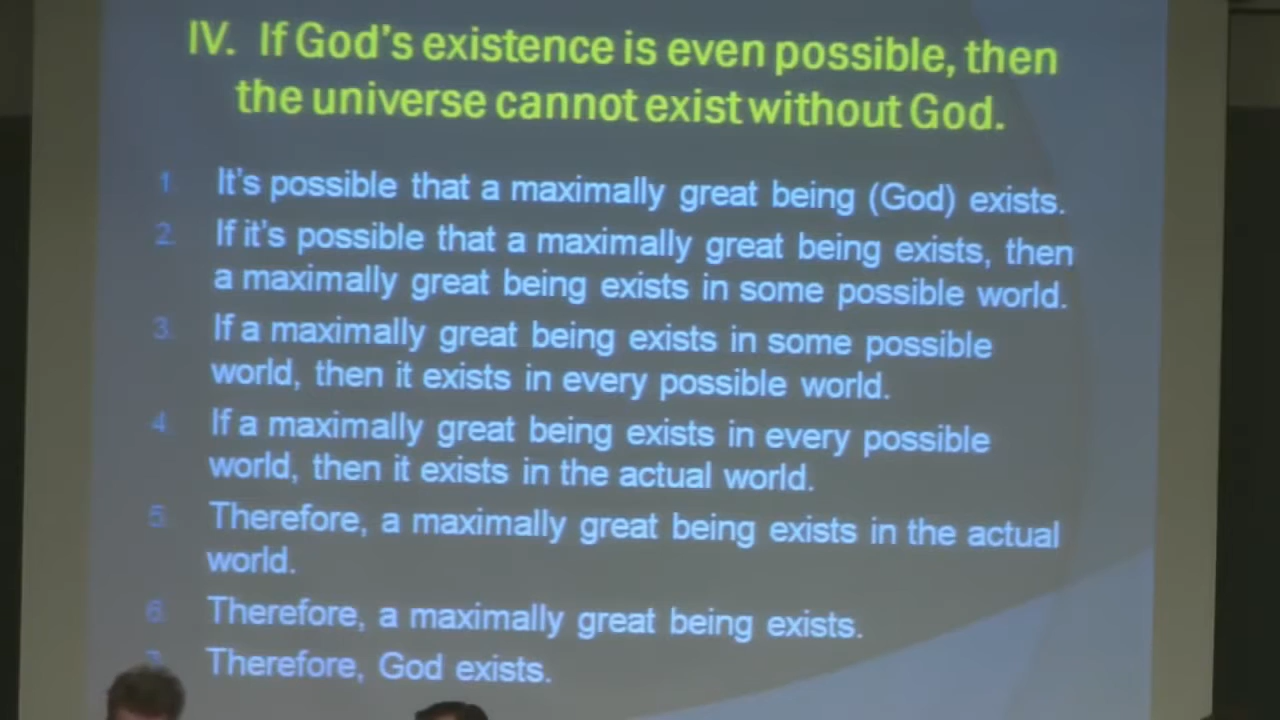 IV. If God's existence is even possible, then
the universe cannot exist without God.
1. It's possible that a maximally great being (God) exists.
2. If it's possible that a maximally great being exists, then
a maximally great being exists in some possible world.
3. If a maximally great being exists in some possible
world, then it exists in every possible world.
4. If a maximally great being exists in every possible
world, then it exists in the actual world.
5. Therefore, a maximally great being exists in the actual
world.
6. Therefore, a maximally great being exists.
Therefore, God exists.